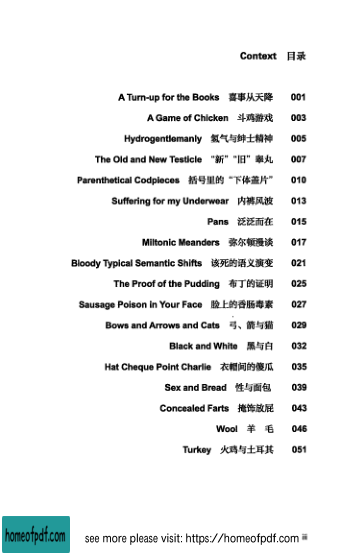 Context 目录
A Turn-up for the Books 喜事从天降 001
A Game of Chicken 斗鸡游戏 003
Hydrogentlemanly 氢气与绅士精神 005
The Old and New Testicle “新”“旧”睾丸 007
Parenthetical Codpieces 括号里的“下体盖片” 010
Suffering for my Underwear 内裤风波 013
Pans 泛泛而在 015
Miltonic Meanders 弥尔顿漫谈 017
Bloody Typical Semantic Shifts 该死的语义演变 021
The Proof of the Pudding 布丁的证明 025
Sausage Poison in Your Face 脸上的香肠毒素 027
Bows and Arrows and Cats 弓、箭与猫 029
Black and White 黑与白 032
Hat Cheque Point Charlie 衣帽间的傻瓜 035
Sex and Bread 性与面包 039
Concealed Farts 掩饰放屁 043
Wool 羊 毛 046
Turkey 火鸡与土耳其 051
homeofpdf.com see more please visit: https://homeofpdf.com iii